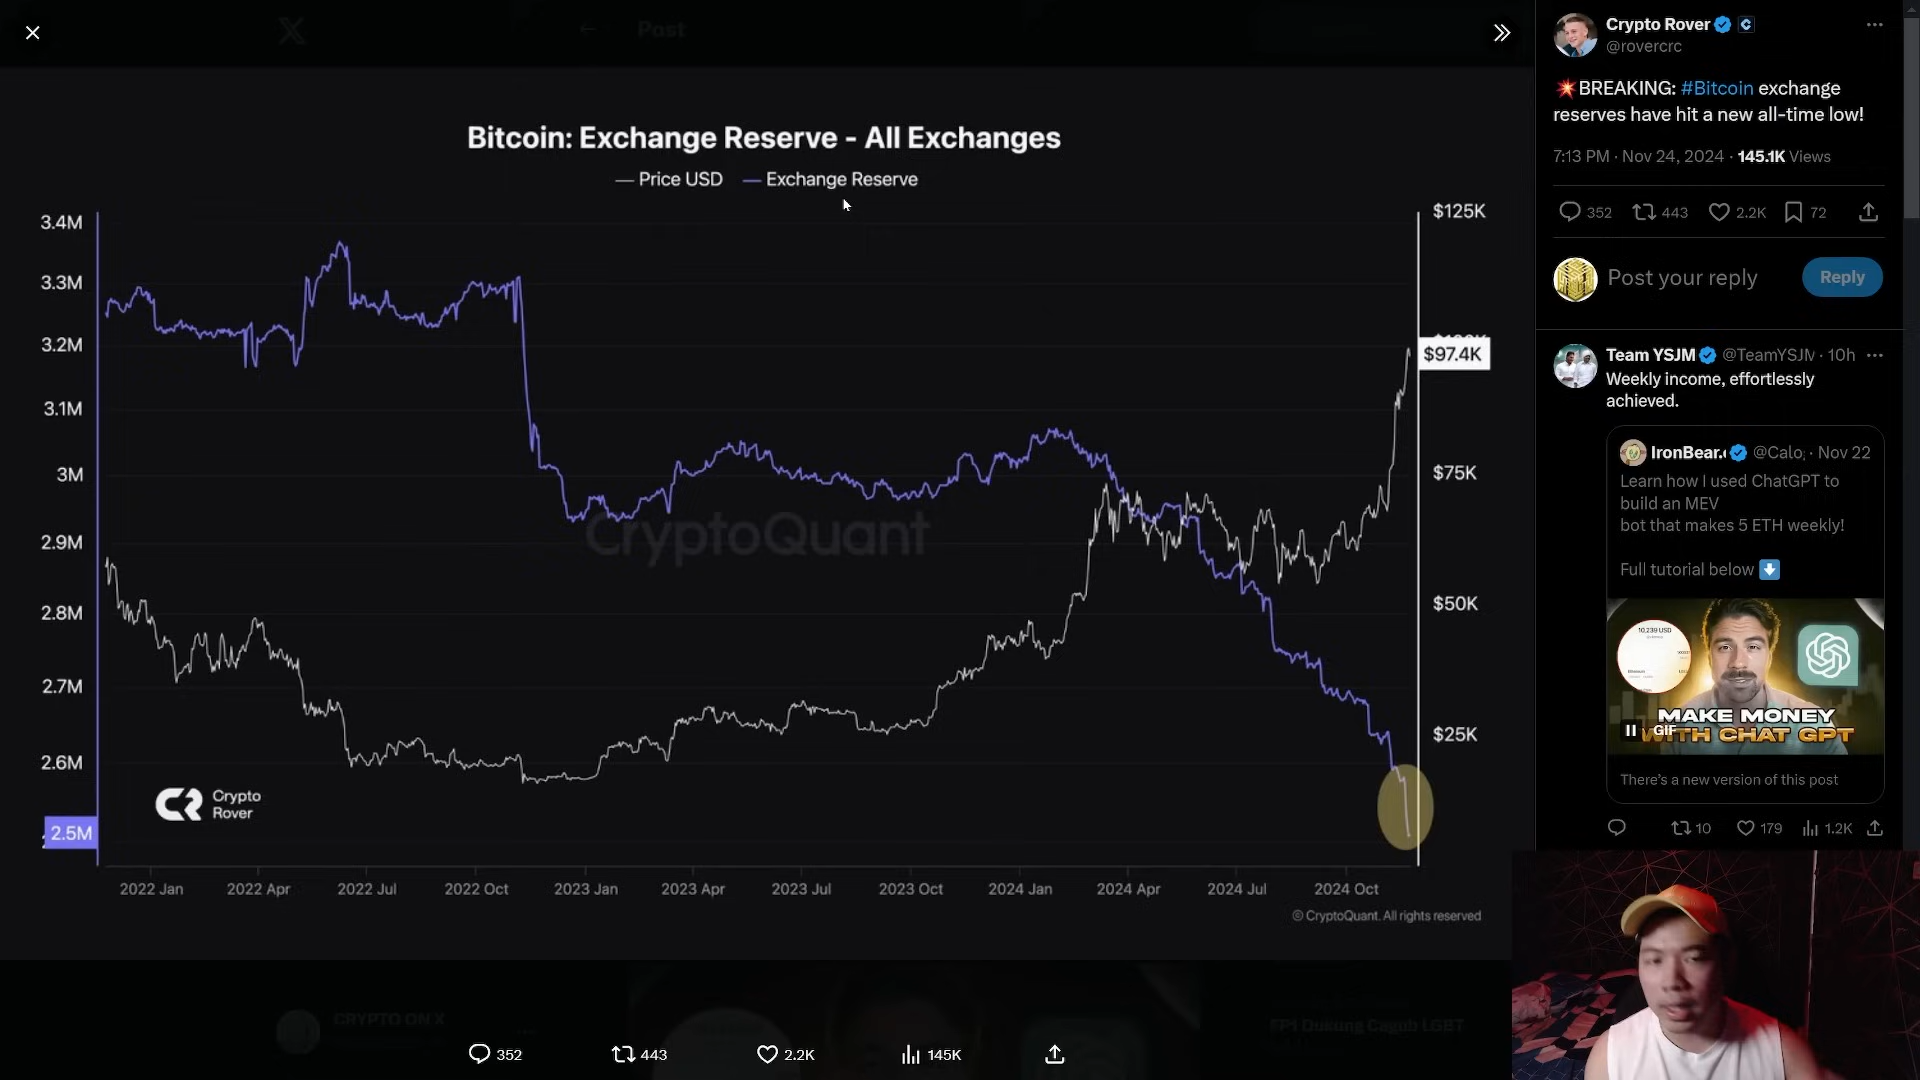 Post
Bitcoin: Exchange Reserve - All Exchanges
Price USD
Exchange Reserve
3.4M
3.3M
3.2M
3.1M
3M
2.9M
2.8M
2.7M
2.6M
2.5M
$125K
$97.4K
$75K
$50K
$25K
CryptoQuant
Crypto
Rover
2022 Jan
2022 Apr
2022 Jul
2022 Oct
2023 Jan
2023 Apr
2023 Jul
2023 Oct
2024 Jan
2024 Apr
2024 Jul
2024 Oct
© CryptoQuant. All rights reserved
CRYPTO ON X
352
443
2.2K
145K
Crypto Rover
@rovercrc
💥BREAKING: #Bitcoin exchange
reserves have hit a new all-time low!
7:13 PM · Nov 24, 2024 · 145.1K Views
352
443
2.2K
72
Post your reply
Reply
Team YSJM @TeamYSJM · 10h
Weekly income, effortlessly
achieved.
IronBear. @Calo · Nov 22
Learn how I used ChatGPT to
build an MEV
bot that makes 5 ETH weekly!
Full tutorial below ⬇️
10,239 USD
MAKE MONEY
WITH CHAT GPT
GIF
There's a new version of this post
10
179
1.2K